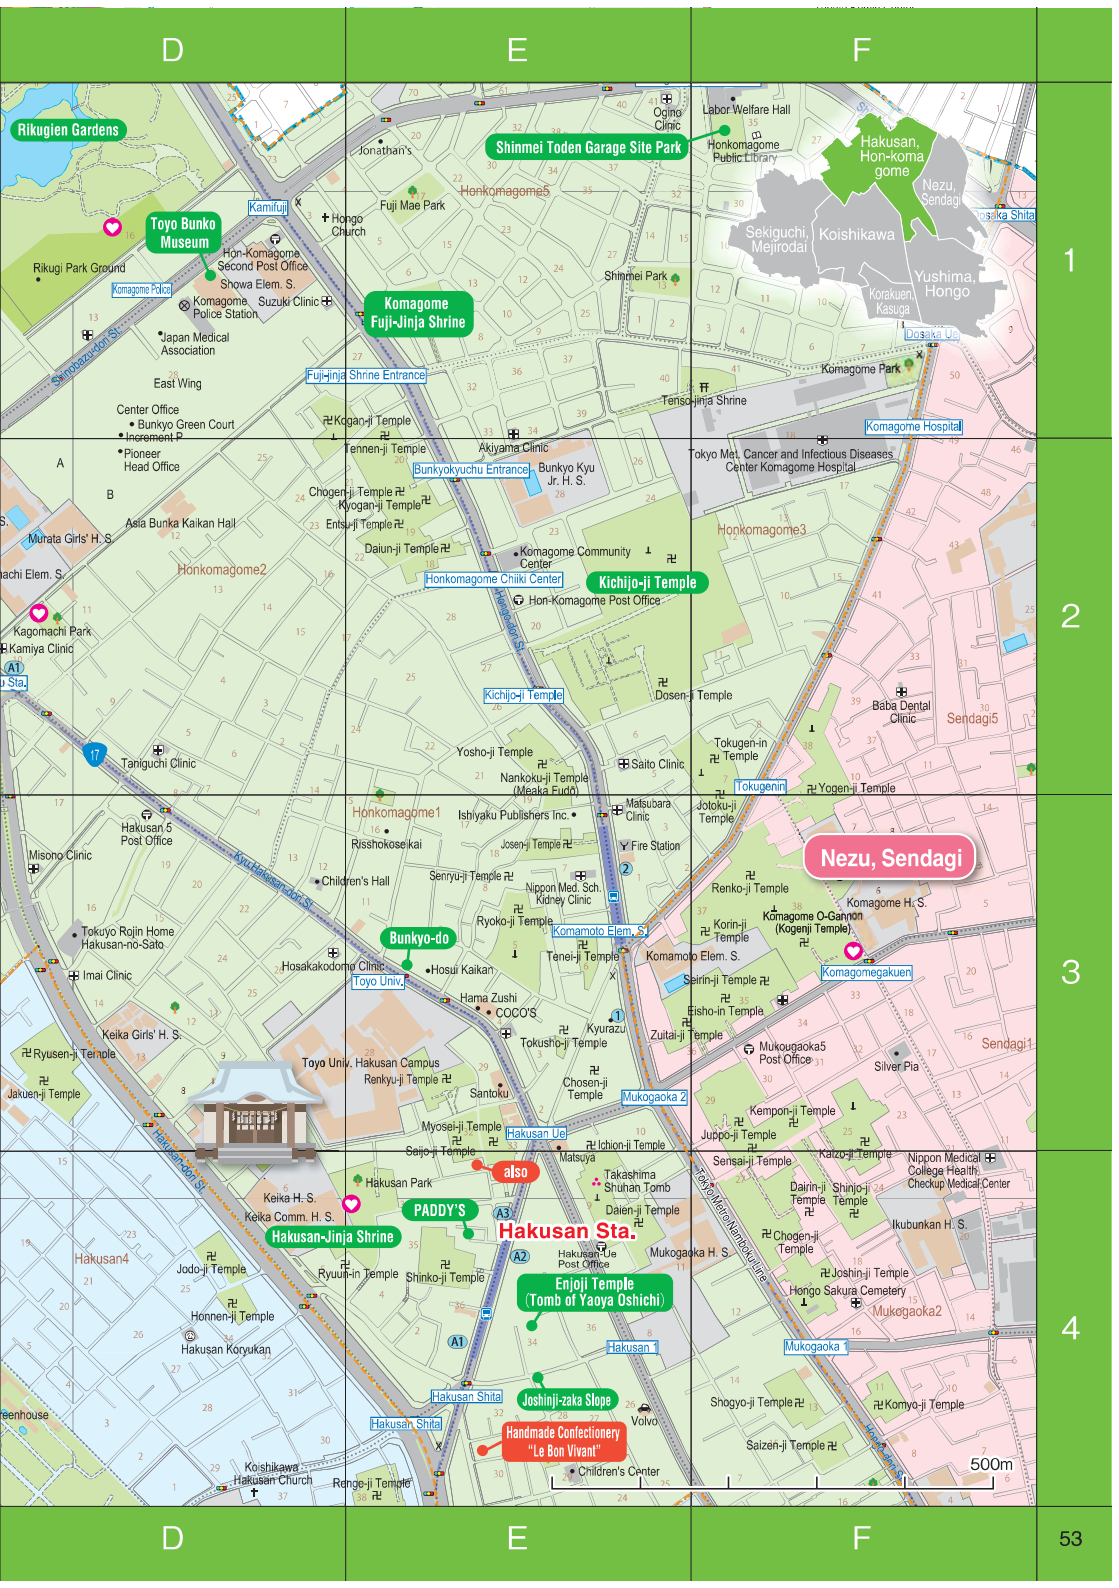 D
E
F
1
2
3
4
Rikugien Gardens
Jonathan's
Ogino
Clinic
Labor Welfare Hall
Shinmei Toden Garage Site Park
Honkomagome
Public Library
Hakusan,
Hon-koma
gome
Nezu,
Sendagi
Sekiguchi,
Mejirodai
Koishikawa
Yushima,
Hongo
Korakuen,
Kasuga
Honkomagome5
Kamifuji
Fuji Mae Park
Hongo
Church
Toyo Bunko
Museum
Hon-Komagome
Second Post Office
Rikugi Park Ground
Showa Elem. S.
Komagome Police
Komagome
Police Station
Suzuki Clinic
Komagome
Fuji-Jinja Shrine
Shinmei Park
Japan Medical
Association
Shinobazu-dori St.
Dosaka Ue
Fuji-jinja Shrine Entrance
East Wing
Komagome Park
Tenso-jinja Shrine
Center Office
Bunkyo Green Court
Increment P
Pioneer
Head Office
A
B
Kogan-ji Temple
Tennen-ji Temple
Akiyama Clinic
Komagome Hospital
Bunkyokyuchu Entrance
Bunkyo Kyu
Jr. H. S.
Tokyo Met. Cancer and Infectious Diseases
Center Komagome Hospital
Chogen-ji Temple
Kyogan-ji Temple
Entsu-ji Temple
Asia Bunka Kaikan Hall
Murata Girls' H. S.
Daiun-ji Temple
Honkomagome3
Komagome Community
Center
Honkomagome2
Honkomagome Chiiki Center
Kichijo-ji Temple
Hon-Komagome Post Office
Hongo-dori St.
Kagomachi Park
Kamiya Clinic
A1
Kichijo-ji Temple
Dosen-ji Temple
Baba Dental
Clinic
Sendagi5
17
Taniguchi Clinic
Yosho-ji Temple
Nankoku-ji Temple
(Meaka Fudo)
Saito Clinic
Tokugen-in
Temple
Tokugenin
Yogen-ji Temple
Honkomagome1
Ishiyaku Publishers Inc.
Matsubara
Clinic
Jotoku-ji
Temple
Hakusan 5
Post Office
Risshokoseikai
Josen-ji Temple
Fire Station
Nezu, Sendagi
Misono Clinic
Kyu Hakusan-dori St.
Children's Hall
Senryu-ji Temple
Nippon Med. Sch.
Kidney Clinic
2
Renko-ji Temple
Komagome H. S.
Ryoko-ji Temple
Komagome O-Gannon
(Kogenji Temple)
Korin-ji
Temple
Tokuyo Rojin Home
Hakusan-no-Sato
Bunkyo-do
Komamoto Elem. S.
Tenei-ji Temple
Komamoto Elem. S.
Hosakakodomo Clinic
Hosui Kaikan
Imai Clinic
Toyo Univ.
Seirin-ji Temple
Komagomegakuen
Hama Zushi
COCO'S
Eisho-in Temple
Keika Girls' H. S.
1
Kyurazu
Zuitai-ji Temple
Tokusho-ji Temple
Mukougaoka5
Post Office
Sendagi1
Ryusen-ji Temple
Toyo Univ. Hakusan Campus
Renkyu-ji Temple
Silver Pia
Jakuen-ji Temple
Santoku
Chosen-ji
Temple
Mukogaoka 2
Kempon-ji Temple
Myosei-ji Temple
Hakusan Ue
Juppo-ji Temple
Saijo-ji Temple
Ichion-ji Temple
Matsuya
Sensai-ji Temple
Kaizo-ji Temple
Nippon Medical
College Health
Checkup Medical Center
also
Hakusan-dori St.
Hakusan Park
Takashima
Shuhan Tomb
Keika H. S.
Dairin-ji
Temple
Shinjo-ji
Temple
Keika Comm. H. S.
PADDY'S
A3
Daien-ji Temple
Ikubunkan H. S.
Hakusan-Jinja Shrine
Hakusan Sta.
Chogen-ji
Temple
Hakusan4
A2
Hakusan-Ue
Post Office
Mukogaoka H. S.
Tokyo Metro Namboku Line
Jodo-ji Temple
Ryuun-in Temple
Shinko-ji Temple
Joshin-ji Temple
Enjoji Temple
(Tomb of Yaoya Oshichi)
Hongo Sakura Cemetery
Honnen-ji Temple
Mukogaoka2
Hakusan Koryukan
A1
Hakusan 1
Mukogaoka 1
Hakusan Shita
Joshinji-zaka Slope
Shogyo-ji Temple
Komyo-ji Temple
Hakusan Shita
Volvo
Handmade Confectionery
"Le Bon Vivant"
Saizen-ji Temple
Koishikawa
Hakusan Church
Renge-ji Temple
Children's Center
500m
D
E
F
53